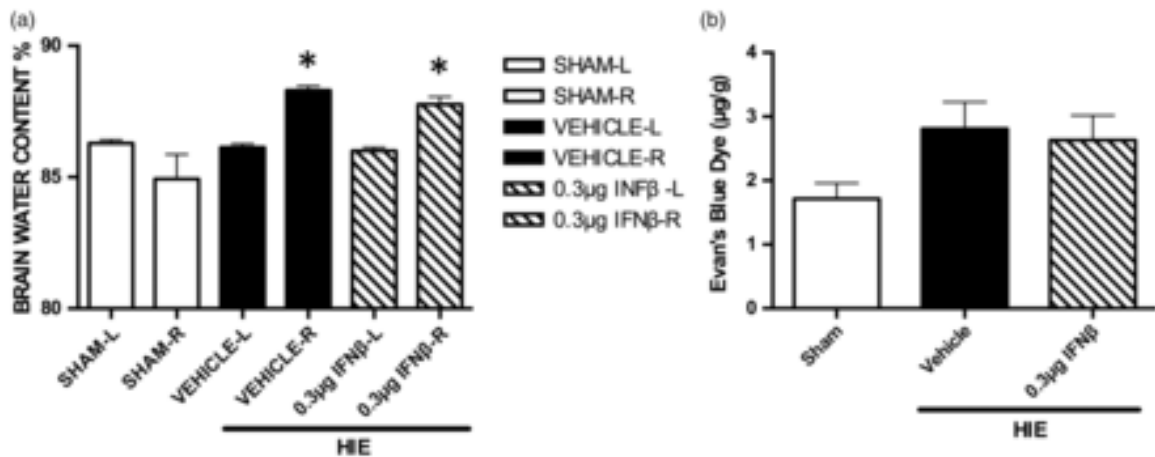 (a)
BRAIN WATER CONTENT %
90
85
80
*
*
SHAM-L
SHAM-R
VEHICLE-L
VEHICLE-R
0.3µg IFNβ-L
0.3µg IFNβ-R
HIE
SHAM-L
SHAM-R
VEHICLE-L
VEHICLE-R
0.3µg INFβ -L
0.3µg IFNβ-R
(b)
Evan's Blue Dye (µg/g)
4
3
2
1
0
Sham
Vehicle
0.3µg IFNβ
HIE